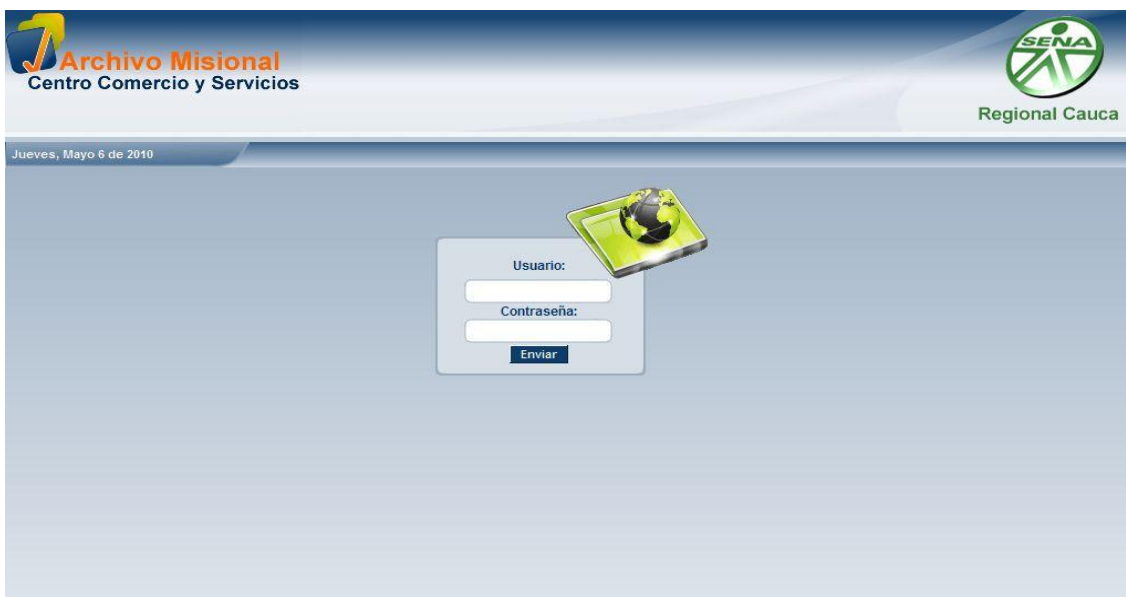 Archivo Misional
Centro Comercio y Servicios
SENA
Regional Cauca
Jueves, Mayo 6 de 2010
Usuario:
Contraseña:
Enviar